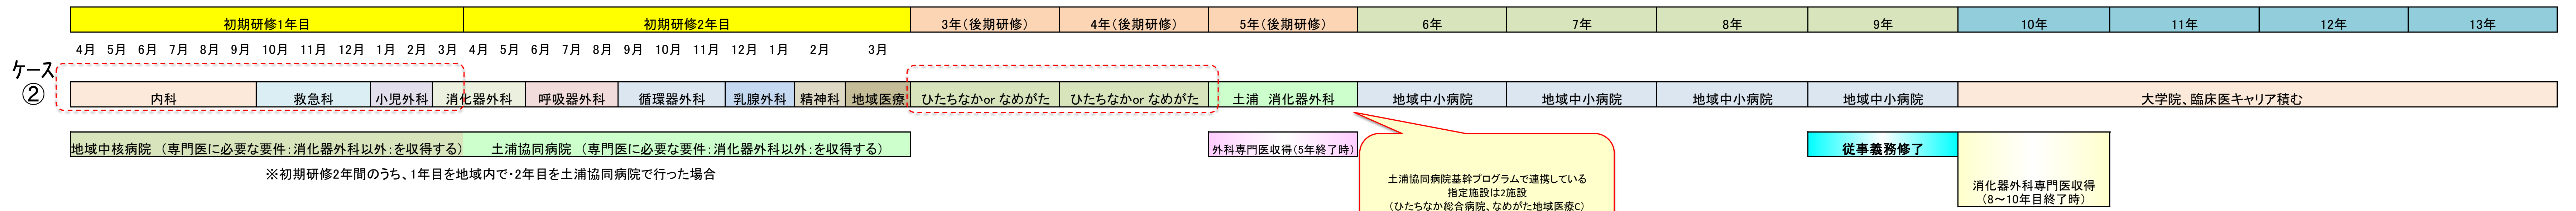 初期研修1年目 初期研修2年目 3年（後期研修） 4年（後期研修） 5年（後期研修） 6年 7年 8年 9年 10年 11年 12年 13年
4月 5月 6月 7月 8月 9月 10月 11月 12月 1月 2月 3月 4月 5月 6月 7月 8月 9月 10月 11月 12月 1月 2月 3月
ケース
②
内科 救急科 小児外科 消化器外科 呼吸器外科 循環器外科 乳腺外科 精神科 地域医療 ひたちなかor なめがた ひたちなかor なめがた 土浦 消化器外科 地域中小病院 地域中小病院 地域中小病院 地域中小病院 大学院、臨床医キャリア積む
地域中核病院 （専門医に必要な要件：消化器外科以外：を収得する） 土浦協同病院 （専門医に必要な要件：消化器外科以外：を収得する） 外科専門医収得（5年終了時） 従事義務修了
※初期研修2年間のうち、1年目を地域内で・2年目を土浦協同病院で行った場合
土浦協同病院基幹プログラムで連携している
指定施設は2施設
（ひたちなか総合病院、なめがた地域医療C）
消化器外科専門医収得
（8～10年目終了時）